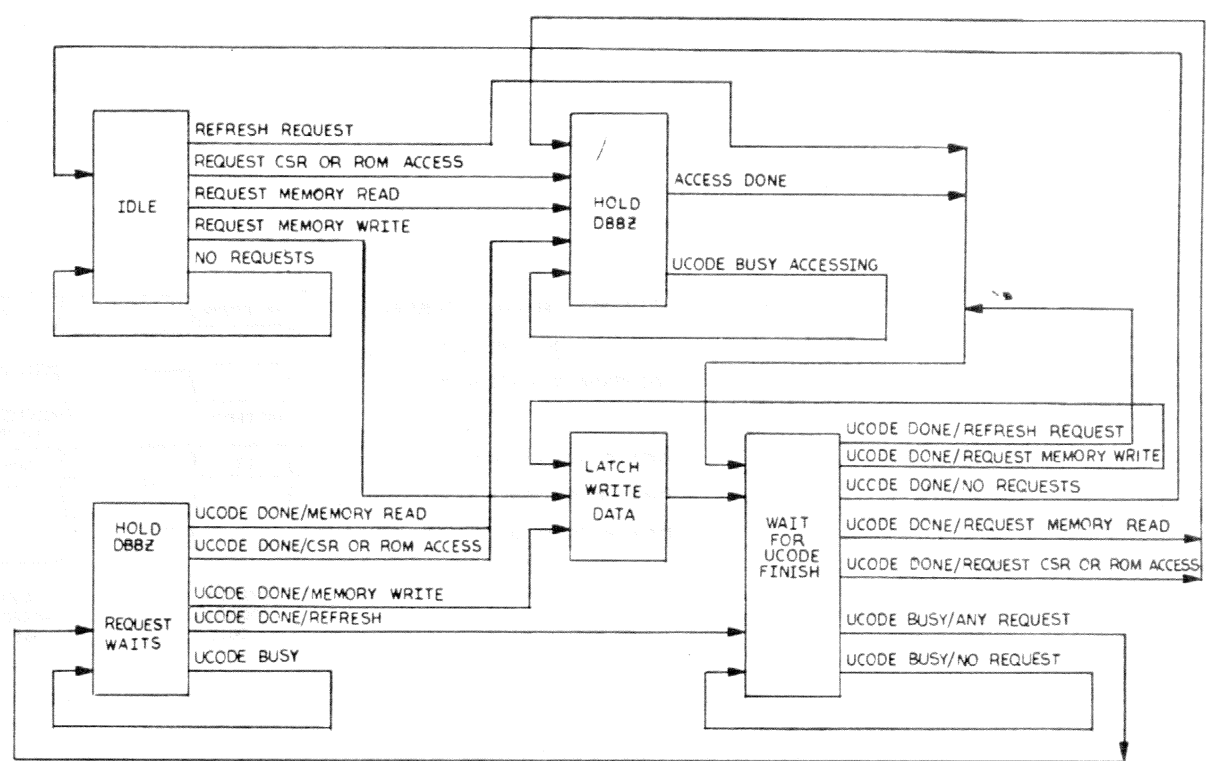 REFRESH REQUEST
REQUEST CSR OR ROM ACCESS
REQUEST MEMORY READ
REQUEST MEMORY WRITE
NO REQUESTS
IDLE
HOLD
DBBZ
ACCESS DONE
UCODE BUSY ACCESSING
LATCH
WRITE
DATA
UCODE DONE/REFRESH REQUEST
UCODE DONE/REQUEST MEMORY WRITE
UCODE DONE/NO REQUESTS
UCODE DONE/REQUEST MEMORY READ
UCODE DONE/REQUEST CSR OR ROM ACCESS
UCODE BUSY/ANY REQUEST
UCODE BUSY/NO REQUEST
WAIT
FOR
UCODE
FINISH
HOLD
DBBZ
REQUEST
WAITS
UCODE DONE/MEMORY READ
UCODE DONE/CSR OR ROM ACCESS
UCODE DONE/MEMORY WRITE
UCODE DONE/REFRESH
UCODE BUSY